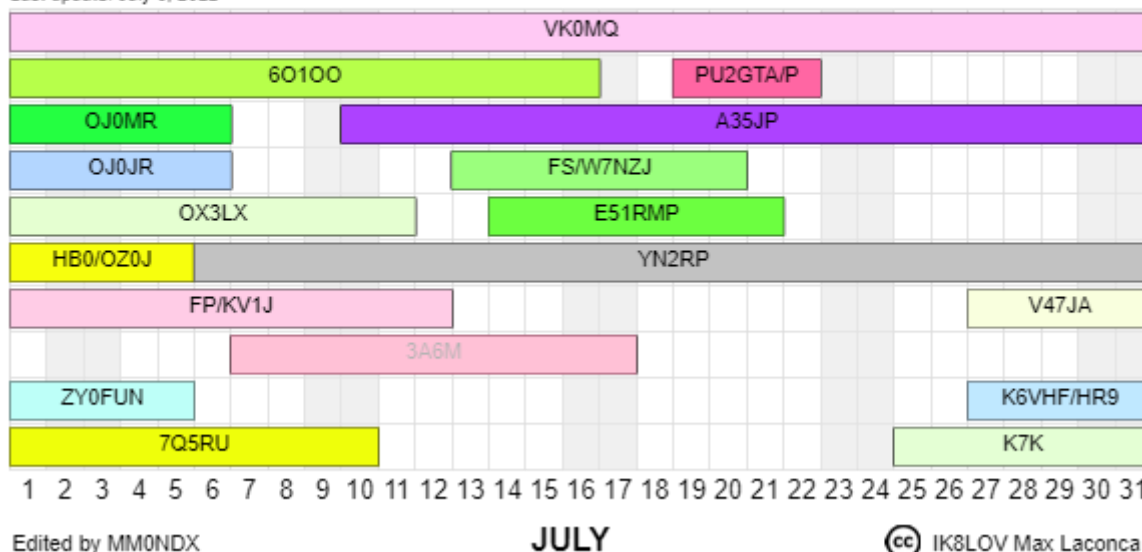 VK0MQ
6O1OO PU2GTA/P
OJ0MR A35JP
OJ0JR FS/W7NZJ
OX3LX E51RMP
HB0/OZ0J YN2RP
FP/KV1J V47JA
3A6M
ZY0FUN K6VHF/HR9
7Q5RU K7K
1 2 3 4 5 6 7 8 9 10 11 12 13 14 15 16 17 18 19 20 21 22 23 24 25 26 27 28 29 30 31
Edited by MM0NDX JULY cc IK8LOV Max Laconca